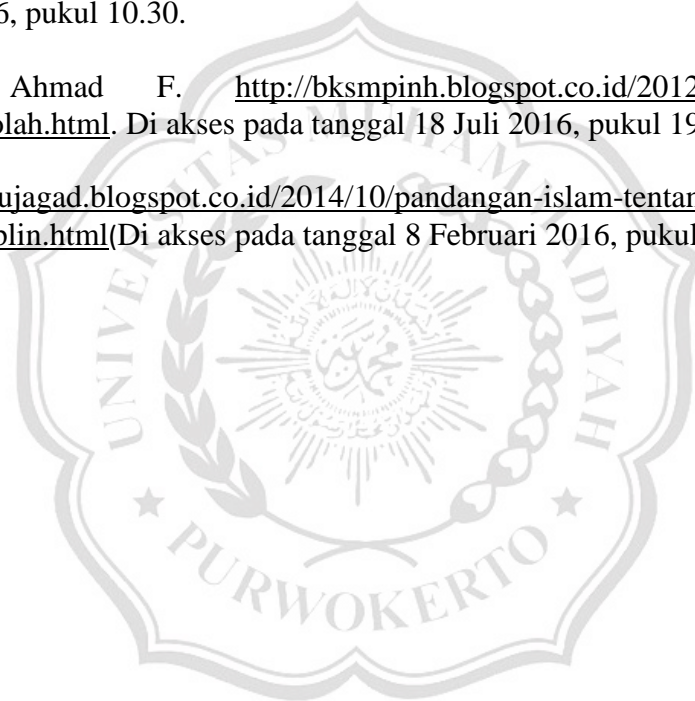 6, pukul 10.30.
Ahmad F. http://bksmpinh.blogspot.co.id/2012
olah.html. Di akses pada tanggal 18 Juli 2016, pukul 19
ujagad.blogspot.co.id/2014/10/pandangan-islam-tentan
plin.html(Di akses pada tanggal 8 Februari 2016, pukul
UNIVERSITAS MUHAMMADIYAH
PURWOKERTO